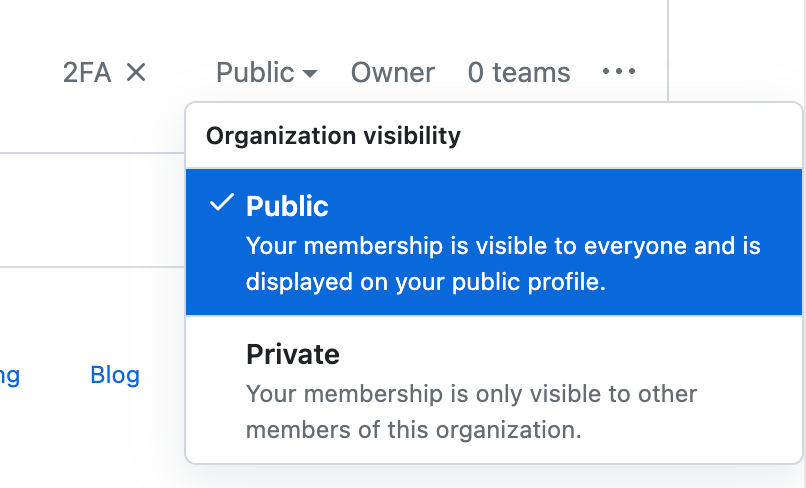 2FA Public Owner 0 teams
Organization visibility
Public
Your membership is visible to everyone and is
displayed on your public profile.
Private
Your membership is only visible to other
members of this organization.
ng Blog